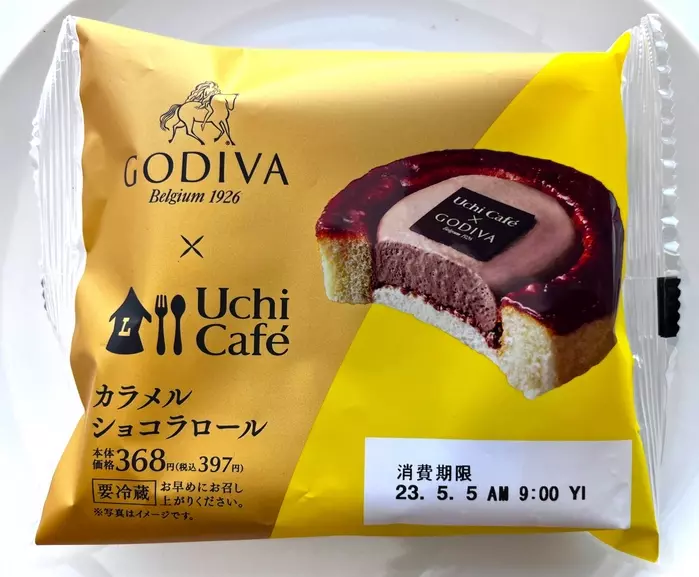 GODIVA
Belgium 1926
×
L
Uchi
Café
カラメル
ショコラロール
本体価格368円(税込397円)
要冷蔵 お早めにお召し上がりください。
※写真はイメージです。
Uchi Café
×
GODIVA
Belgium 1926
消費期限
23. 5. 5 AM 9:00 YI